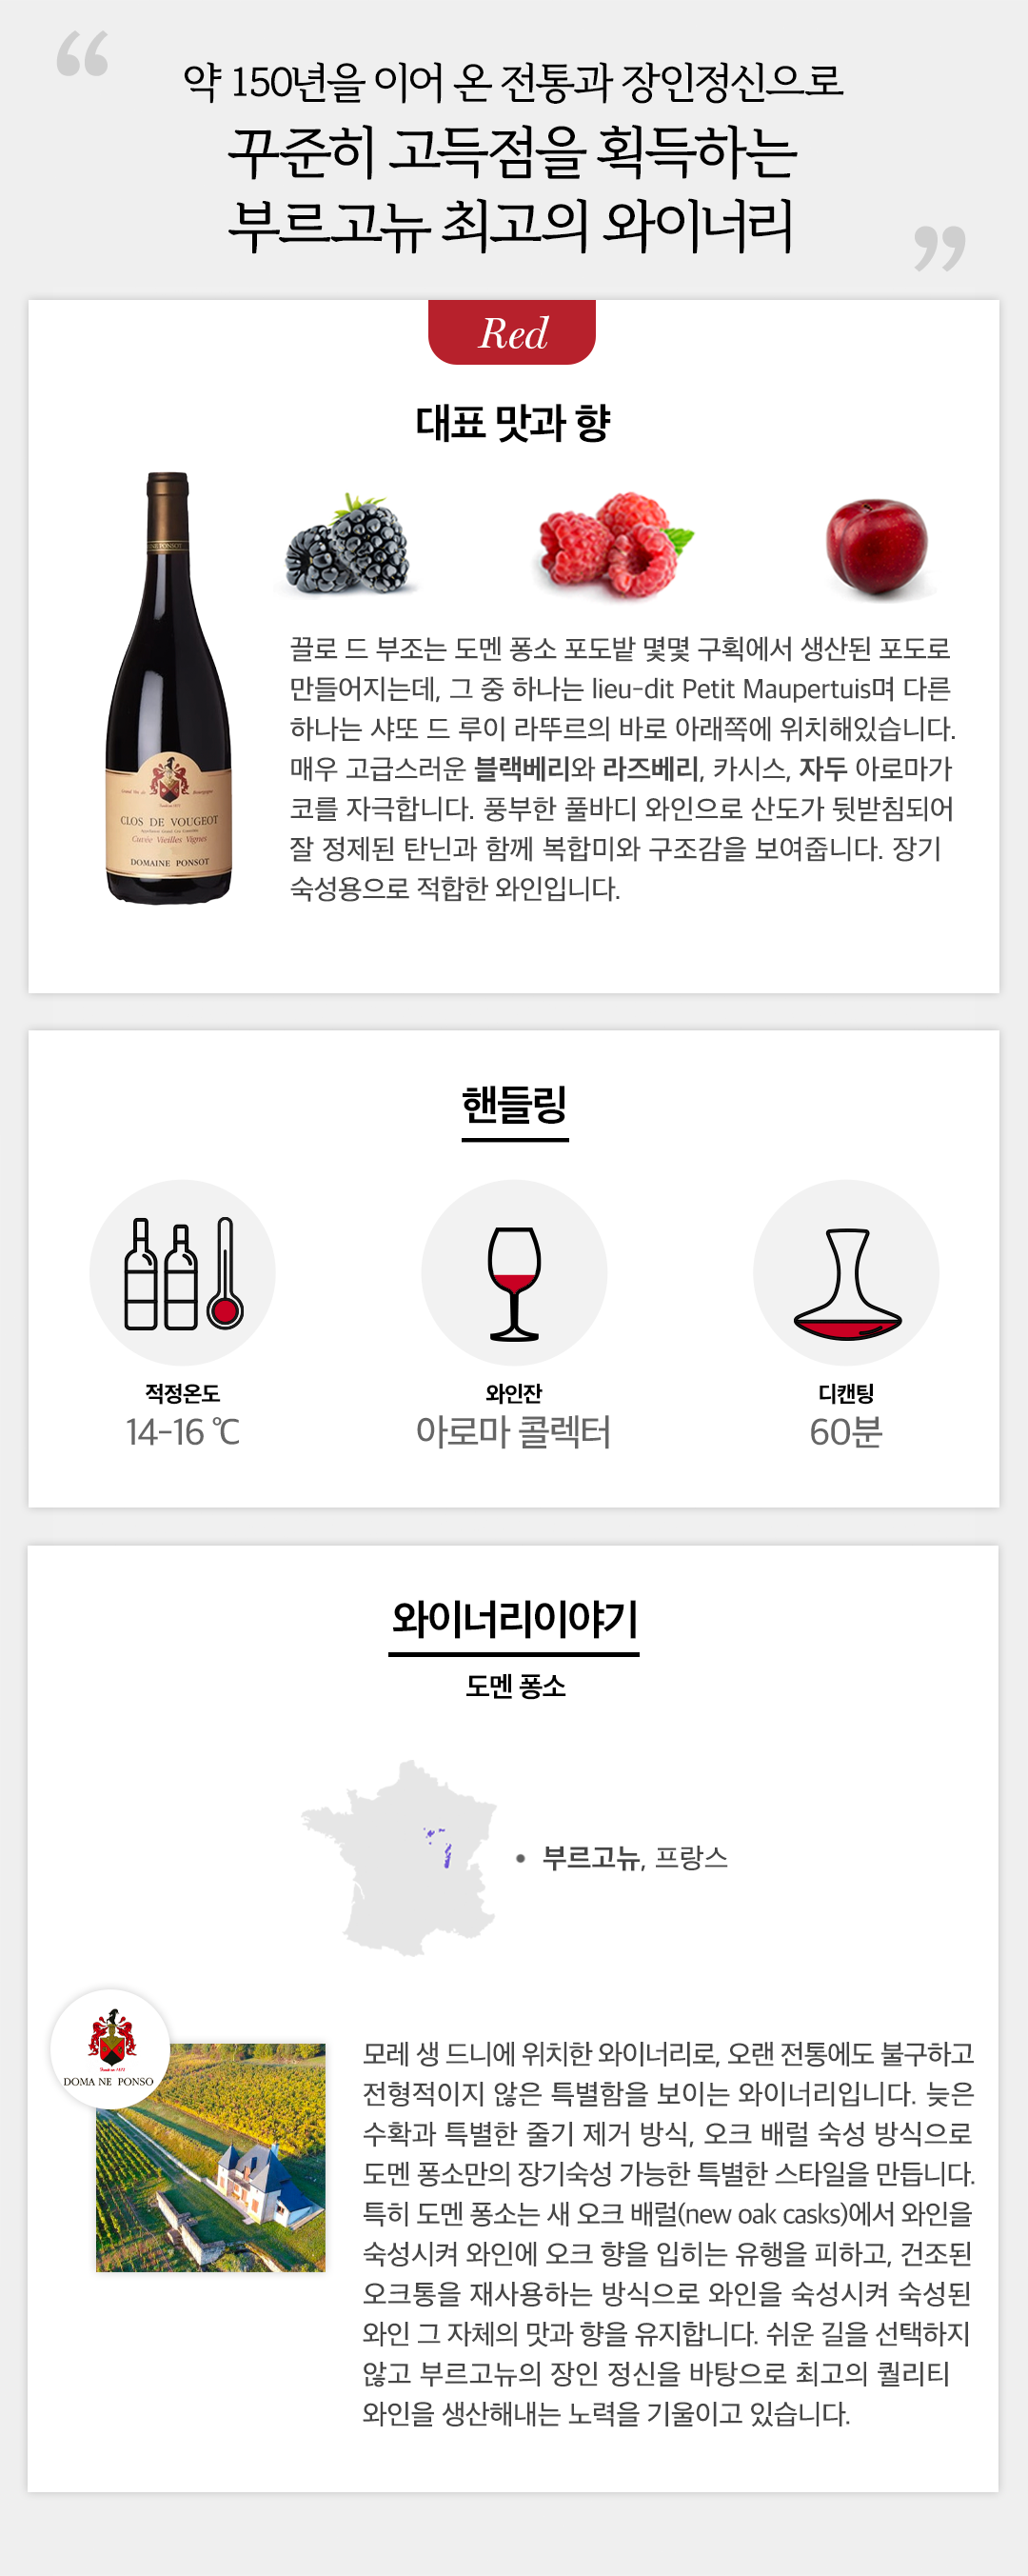 약 150년을 이어 온 전통과 장인정신으로
꾸준히 고득점을 획득하는
부르고뉴 최고의 와이너리
Red
대표 맛과 향
끌로 드 부조는 도멘 퐁소 포도밭 몇몇 구획에서 생산된 포도로
만들어지는데, 그 중 하나는 lieu-dit Petit Maupertuis며 다른
하나는 샤또 드 루이 라뚜르의 바로 아래쪽에 위치해있습니다.
매우 고급스러운 블랙베리와 라즈베리, 카시스, 자두 아로마가
코를 자극합니다. 풍부한 풀바디 와인으로 산도가 뒷받침되어
잘 정제된 탄닌과 함께 복합미와 구조감을 보여줍니다. 장기
숙성용으로 적합한 와인입니다.
CLOS DE VOUGEOT
Cuvée Vieilles Vignes
DOMAINE PONSOT
핸들링
적정온도
14-16 ℃
와인잔
아로마 콜렉터
디캔팅
60분
와이너리이야기
도멘 퐁소
• 부르고뉴, 프랑스
DOMA NE PONSO
모레 생 드니에 위치한 와이너리로, 오랜 전통에도 불구하고
전형적이지 않은 특별함을 보이는 와이너리입니다. 늦은
수확과 특별한 줄기 제거 방식, 오크 배럴 숙성 방식으로
도멘 퐁소만의 장기숙성 가능한 특별한 스타일을 만듭니다.
특히 도멘 퐁소는 새 오크 배럴(new oak casks)에서 와인을
숙성시켜 와인에 오크 향을 입히는 유행을 피하고, 건조된
오크통을 재사용하는 방식으로 와인을 숙성시켜 숙성된
와인 그 자체의 맛과 향을 유지합니다. 쉬운 길을 선택하지
않고 부르고뉴의 장인 정신을 바탕으로 최고의 퀄리티
와인을 생산해내는 노력을 기울이고 있습니다.